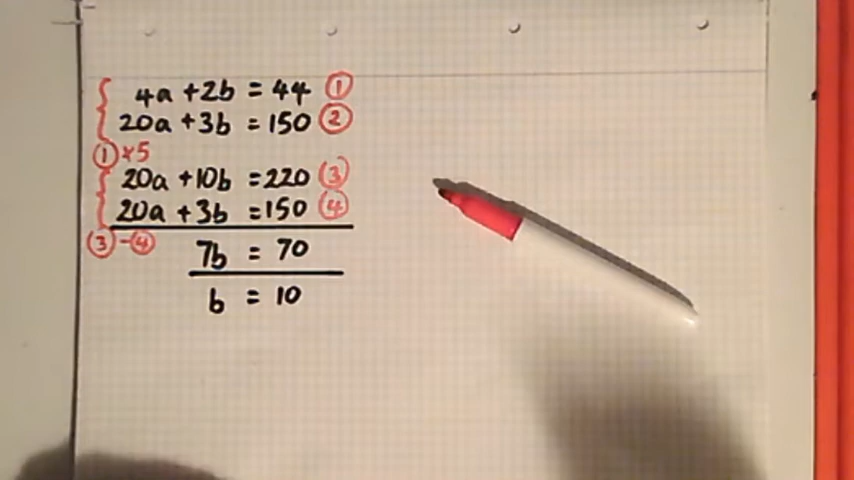 4a + 2b = 44 ①
20a + 3b = 150 ②
① × 5
20a + 10b = 220 ③
20a + 3b = 150 ④
③ - ④ 7b = 70
b = 10